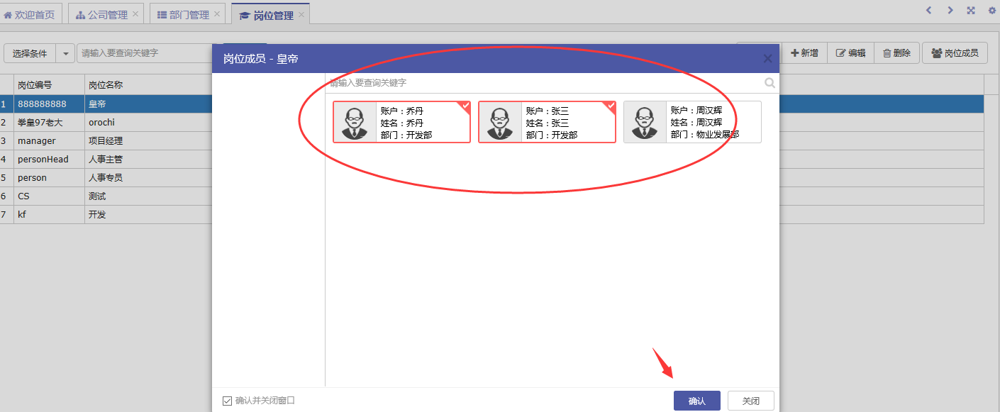 欢迎首页 公司管理 部门管理 岗位管理
选择条件 请输入要查询关键字 新增 编辑 删除 岗位成员
岗位编号 岗位名称
1 888888888 皇帝
2 拳皇97老大 orochi
3 manager 项目经理
4 personHead 人事主管
5 person 人事专员
6 CS 测试
7 kf 开发
岗位成员 - 皇帝
请输入要查询关键字
账户：乔丹
姓名：乔丹
部门：开发部
账户：张三
姓名：张三
部门：开发部
账户：周汉辉
姓名：周汉辉
部门：物业发展部
确认并关闭窗口 确认 关闭